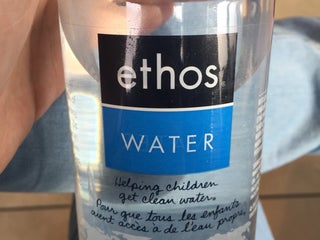 ethos
WATER
Helping children
get clean water.
Pour que tous les enfants
aient accès à de l'eau propre.